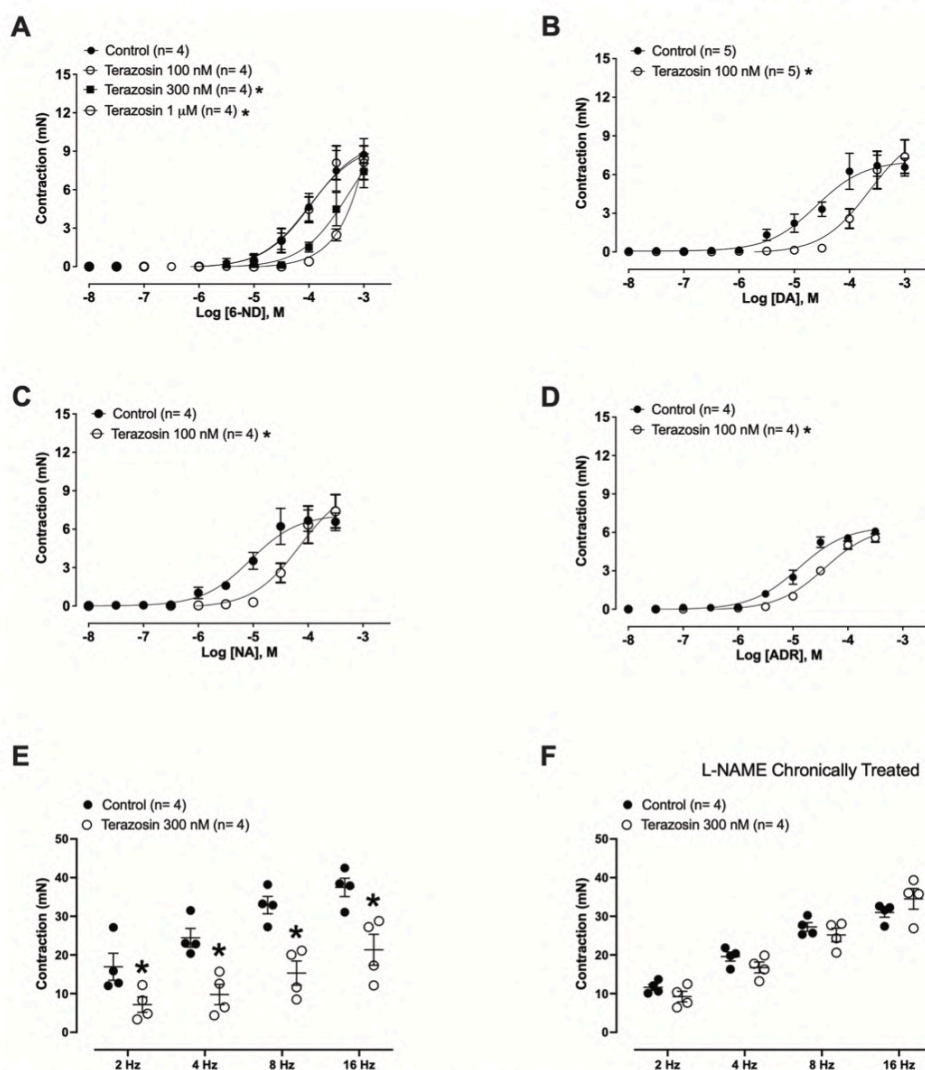 A
Control (n= 4)
Terazosin 100 nM (n= 4)
Terazosin 300 nM (n= 4) *
Terazosin 1 μM (n= 4) *
15
12
9
6
3
0
Contraction (mN)
-8 -7 -6 -5 -4 -3
Log [6-ND], M
B
Control (n= 5)
Terazosin 100 nM (n= 5) *
15
12
9
6
3
0
Contraction (mN)
-8 -7 -6 -5 -4 -3
Log [DA], M
C
Control (n= 4)
Terazosin 100 nM (n= 4) *
15
12
9
6
3
0
Contraction (mN)
-8 -7 -6 -5 -4 -3
Log [NA], M
D
Control (n= 4)
Terazosin 100 nM (n= 4) *
15
12
9
6
3
0
Contraction (mN)
-8 -7 -6 -5 -4 -3
Log [ADR], M
E
Control (n= 4)
Terazosin 300 nM (n= 4)
50
40
30
20
10
0
Contraction (mN)
* * * *
2 Hz 4 Hz 8 Hz 16 Hz
F
L-NAME Chronically Treated
Control (n= 4)
Terazosin 300 nM (n= 4)
50
40
30
20
10
0
Contraction (mN)
2 Hz 4 Hz 8 Hz 16 Hz